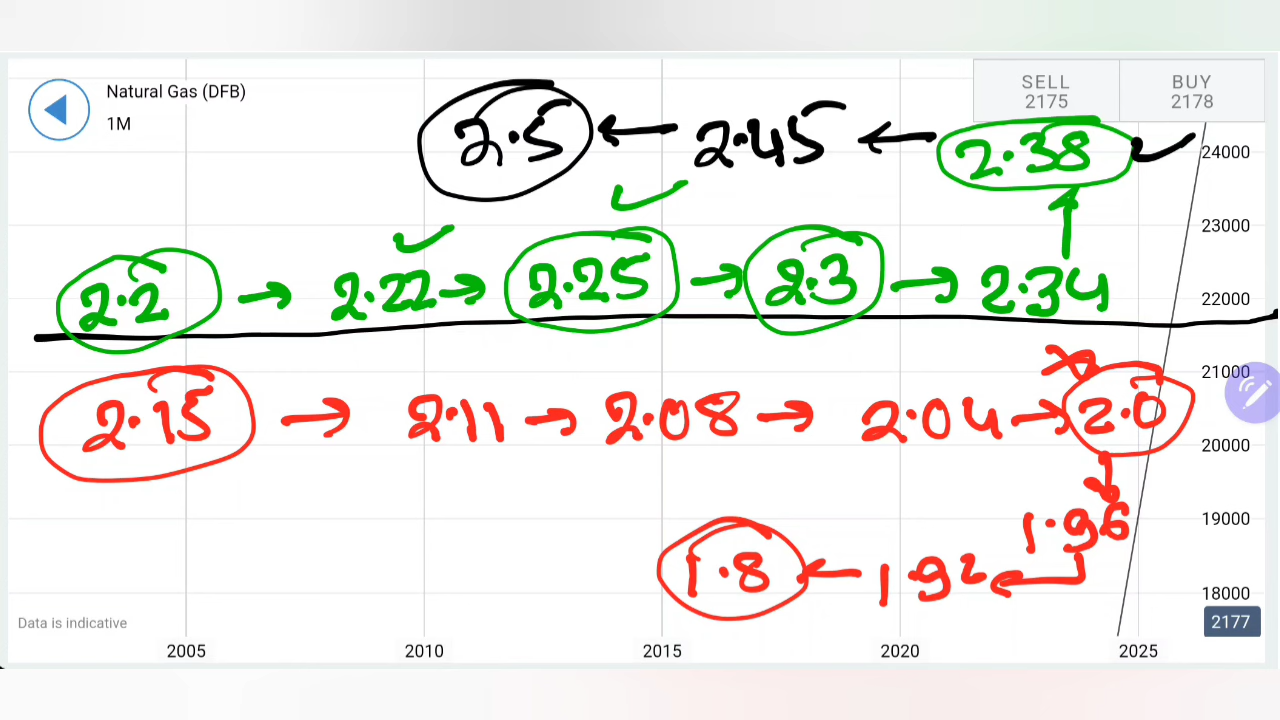 Natural Gas (DFB)
1M
SELL
2175
BUY
2178
2.5 ← 2.45 ← 2.38
24000
23000
2.2 → 2.22 → 2.25 → 2.3 → 2.34
22000
21000
2.15 → 2.11 → 2.08 → 2.04 → 2.0
20000
19000
1.96
1.8 ← 1.92
18000
Data is indicative
2177
2005 2010 2015 2020 2025